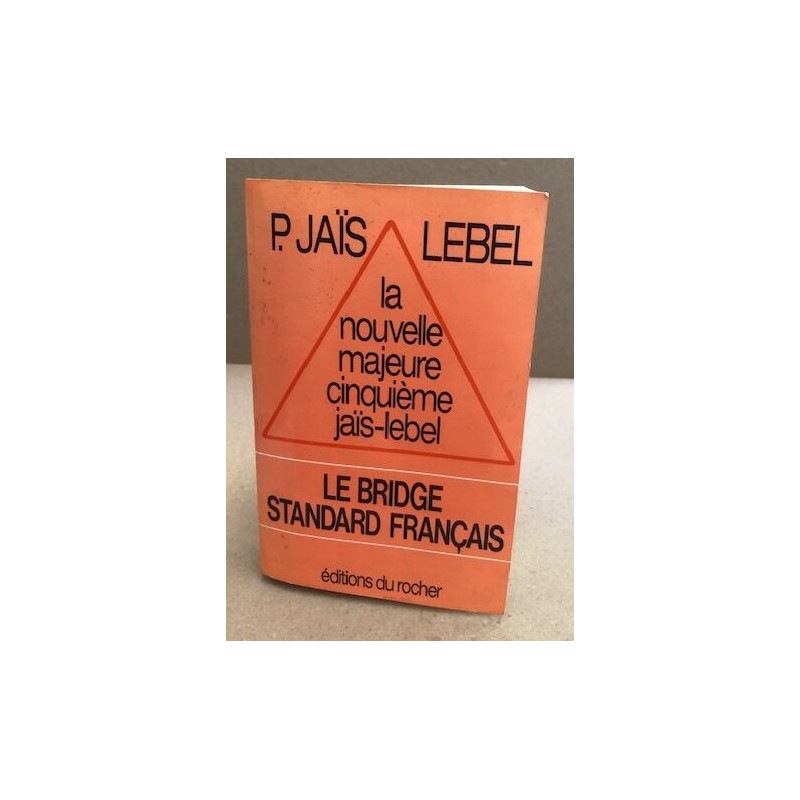 P. JAÏS LEBEL
la
nouvelle
majeure
cinquième
jaïs-lebel
LE BRIDGE
STANDARD FRANÇAIS
éditions du rocher